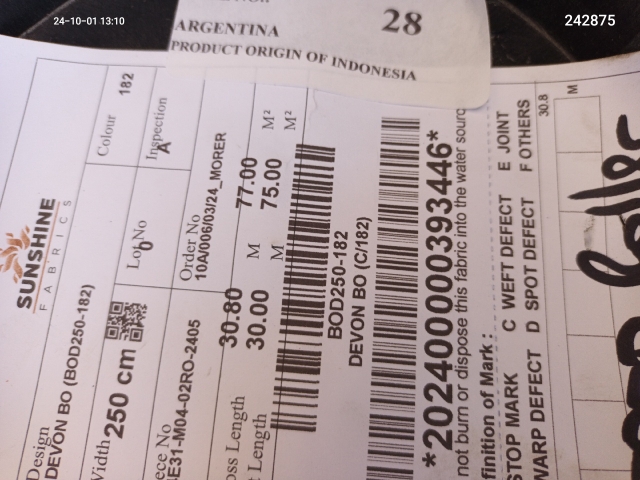 24-10-01 13:10
242875
28
ARGENTINA
PRODUCT ORIGIN OF INDONESIA
SUNSHINE
FABRICS
Design
DEVON BO (BOD250-182)
Colour
182
Width
250 cm
Lot No
0
Inspection
A
ece No
4E31-M04-02RO-2405
Order No
10A/006/03/24_MORER
oss Length
30.80 M
77.00 M²
t Length
30.00 M
75.00 M²
BOD250-182
DEVON BO (C/182)
*2024000000393446*
not burn or dispose this fabric into the water sourc
finition of Mark :
STOP MARK C WEFT DEFECT E JOINT
WARP DEFECT D SPOT DEFECT F OTHERS
30.8
M